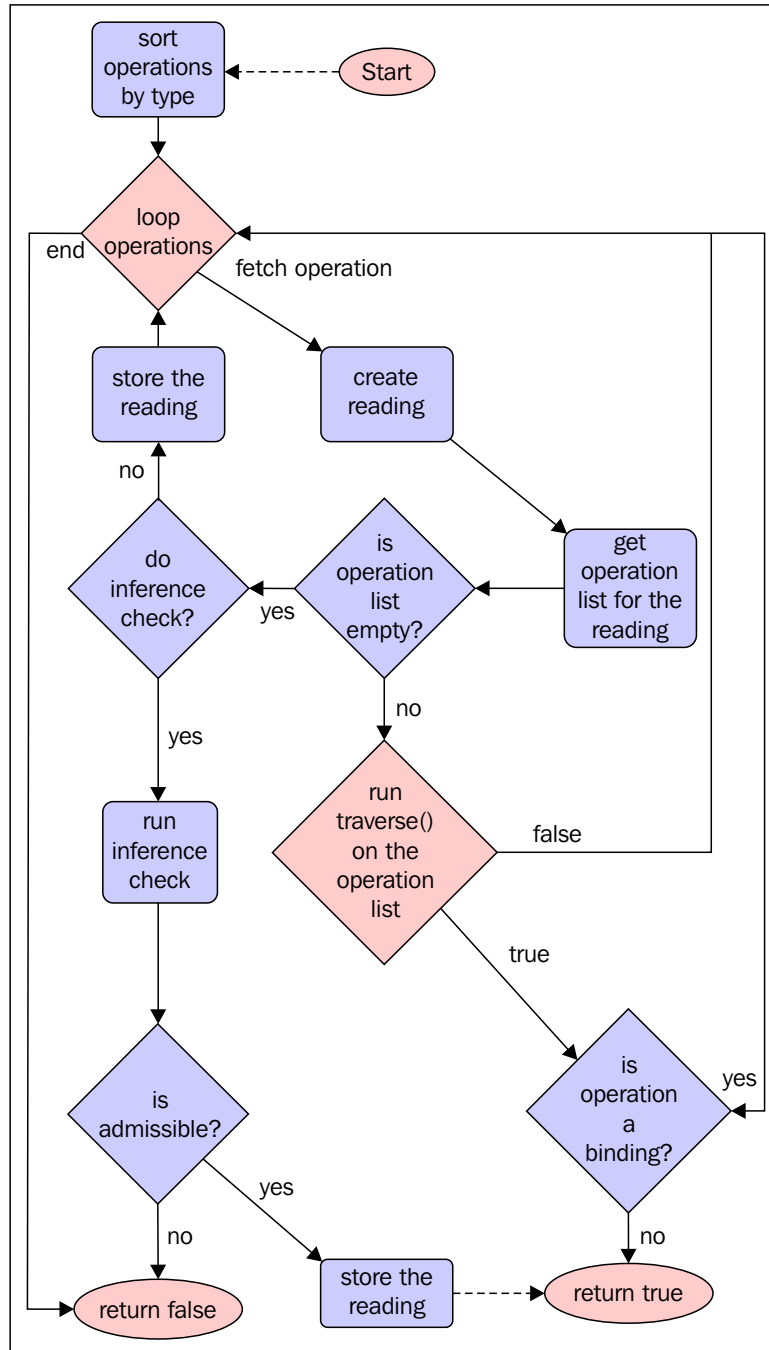 sort
operations
by type
Start
loop
operations
end
fetch operation
store the
reading
create
reading
no
do
inference
check?
yes
is
operation
list
empty?
get
operation
list for the
reading
yes
no
run
inference
check
run
traverse()
on the
operation
list
false
true
is
admissible?
is
operation
a
binding?
yes
yes
no
no
store the
reading
return false
return true